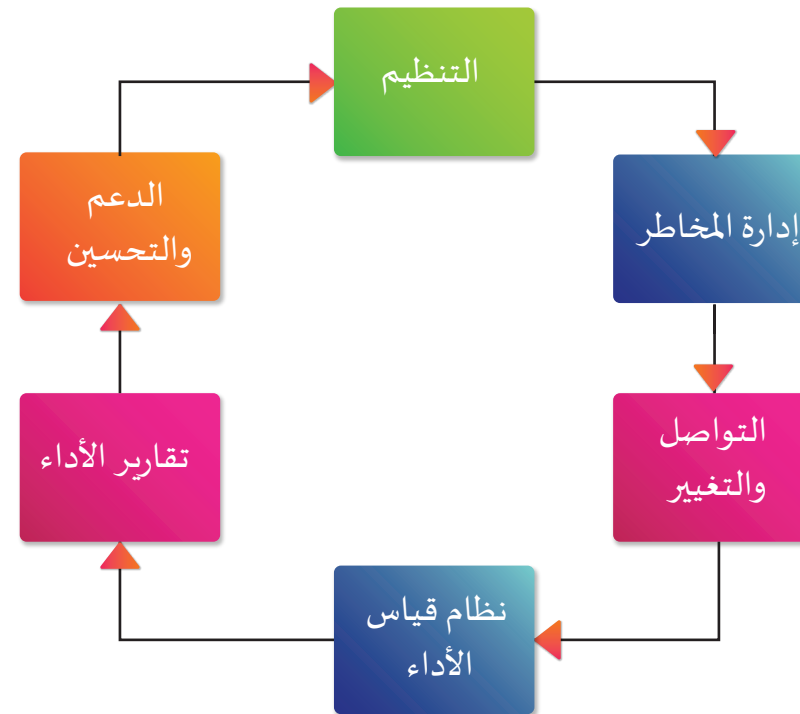 التنظيم
إدارة المخاطر
التواصل
والتغيير
نظام قياس
الأداء
تقارير الأداء
الدعم
والتحسين